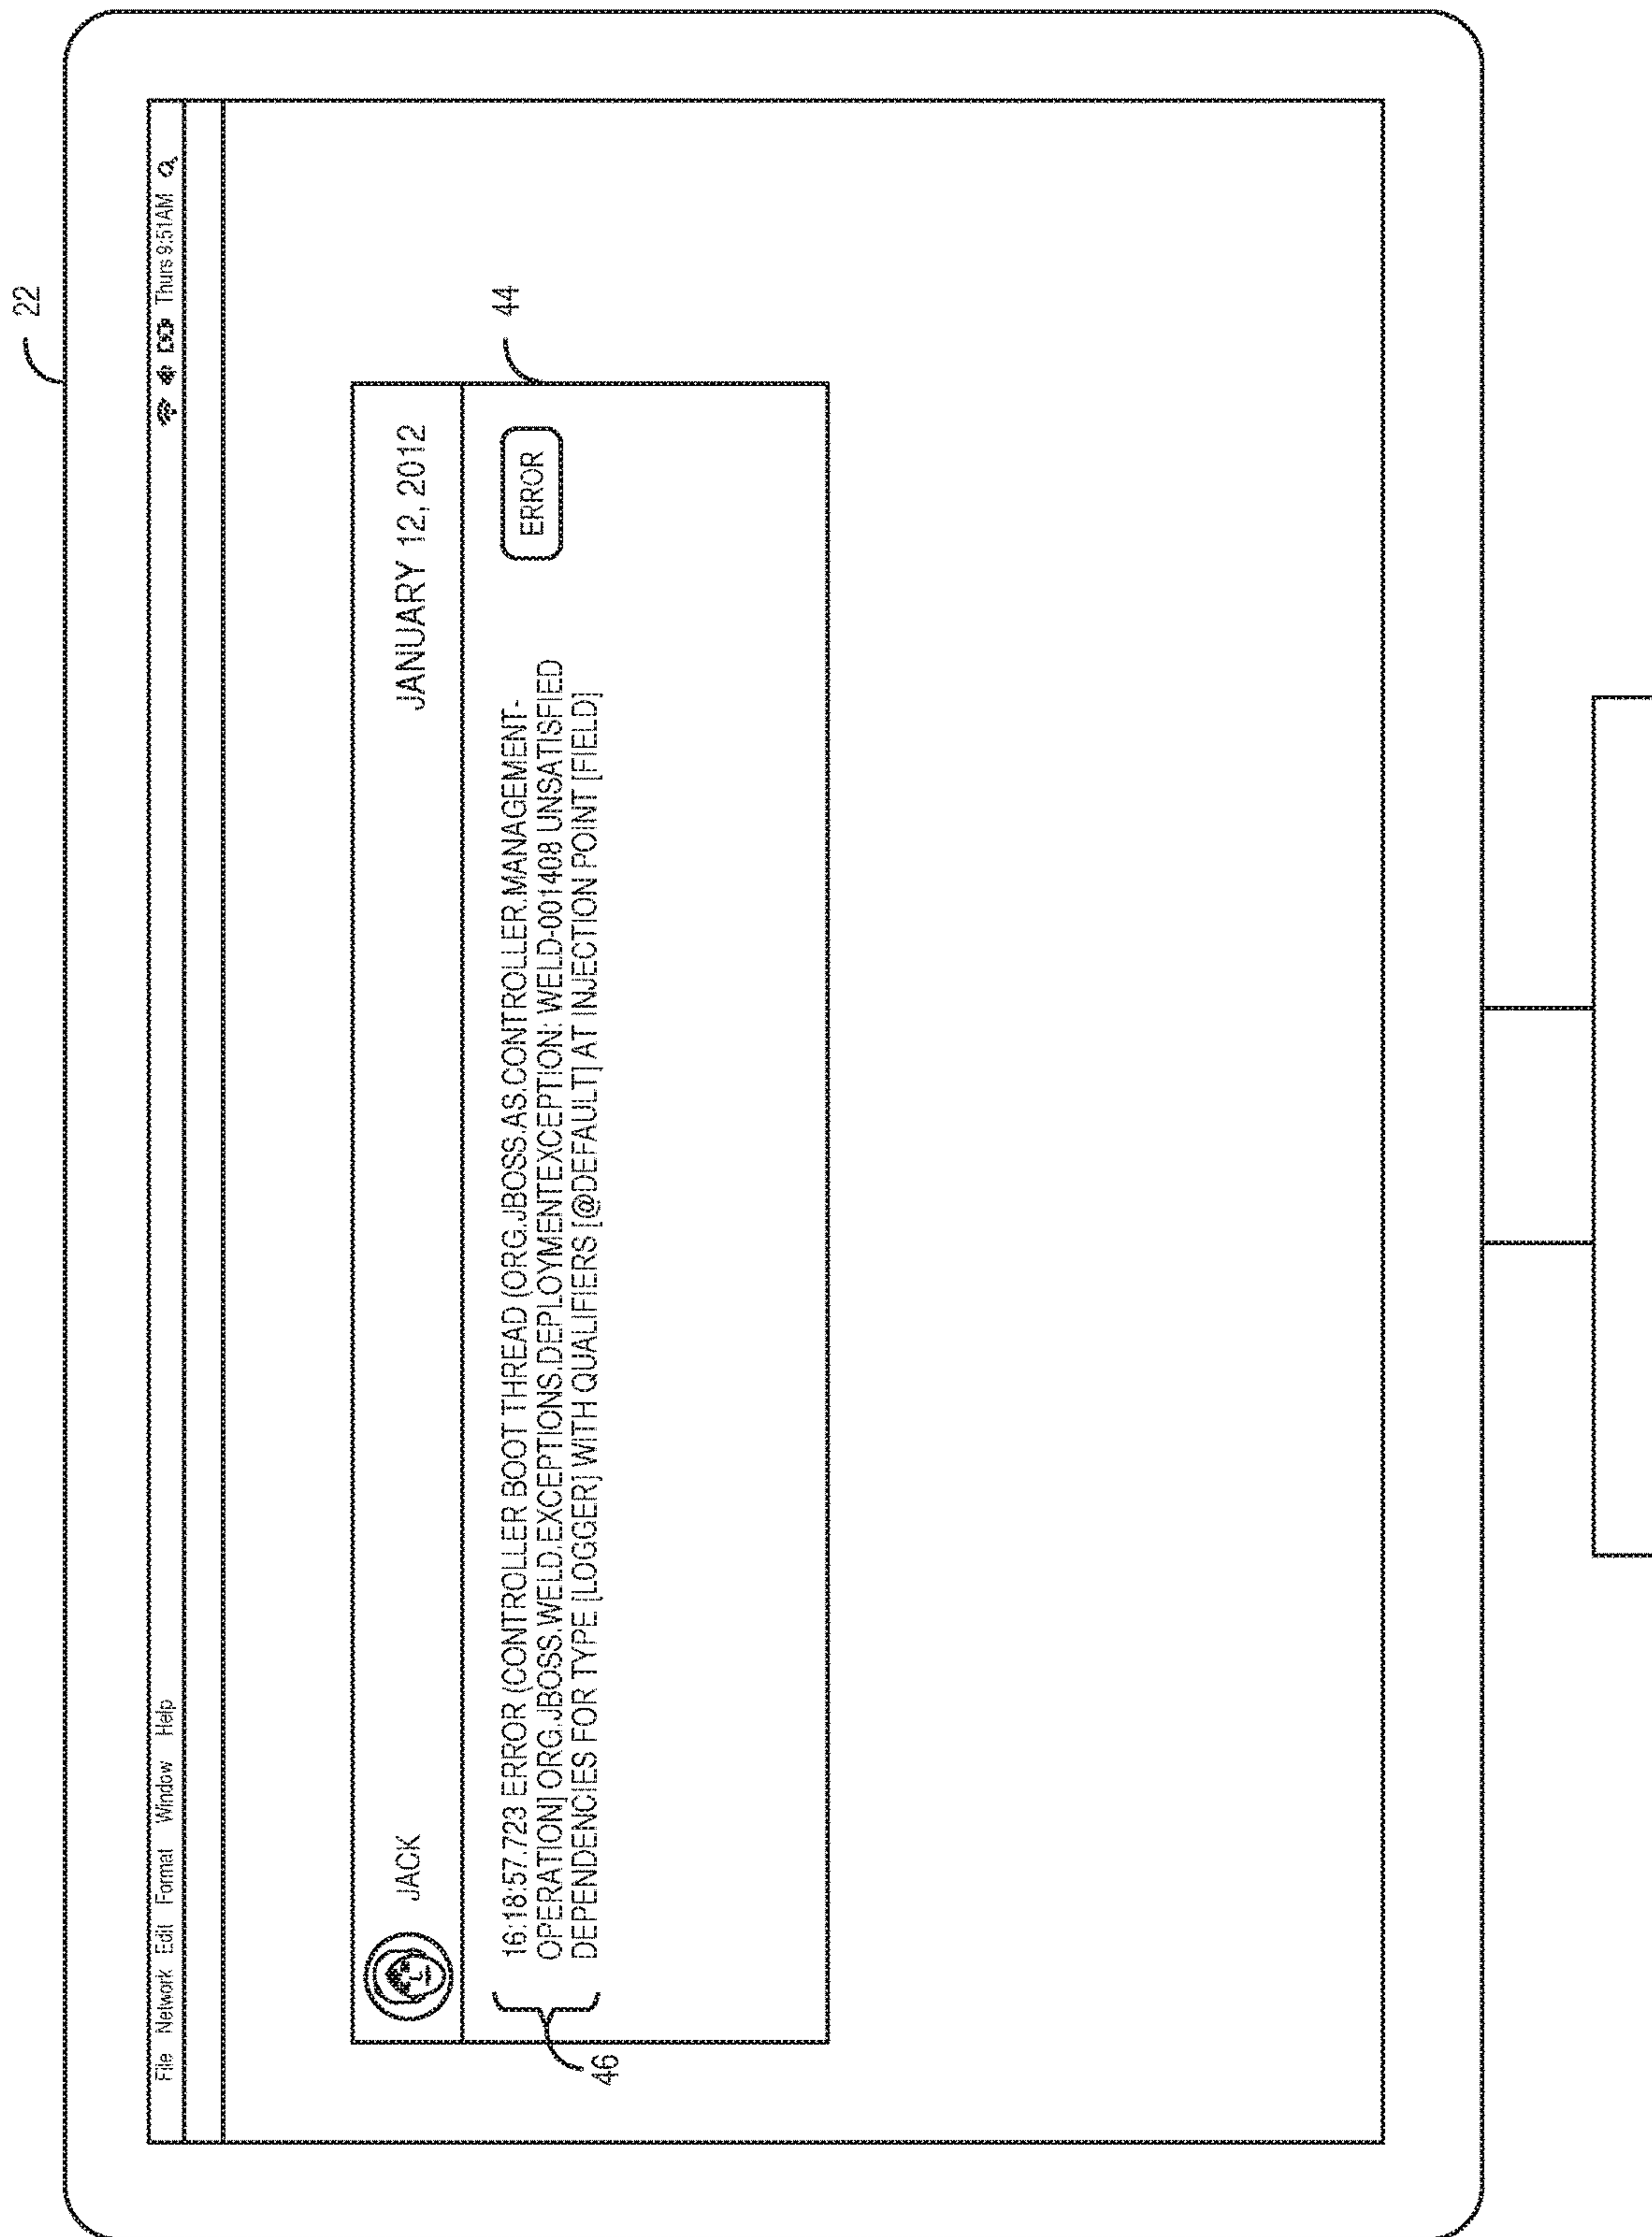 22
File Network Edit Format Window Help
Thurs 9:51AM
JACK
JANUARY 12, 2012
44
16:18:57.723 ERROR (CONTROLLER BOOT THREAD (ORG.JBOSS.AS.CONTROLLER.MANAGEMENT-
OPERATION] ORG.JBOSS.WELD.EXCEPTIONS.DEPLOYMENTEXCEPTION: WELD-001408 UNSATISFIED
DEPENDENCIES FOR TYPE [LOGGER] WITH QUALIFIERS [@DEFAULT] AT INJECTION POINT [FIELD]
ERROR
46